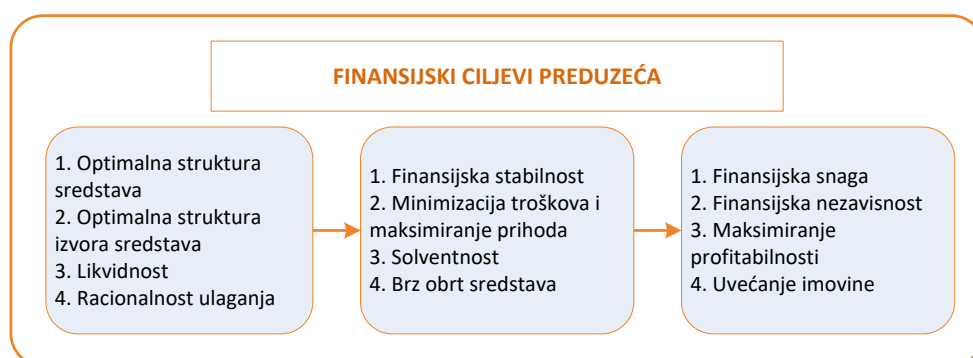 FINANSIJSKI CILJEVI PREDUZEĆA
1. Optimalna struktura
sredstava
2. Optimalna struktura
izvora sredstava
3. Likvidnost
4. Racionalnost ulaganja
1. Finansijska stabilnost
2. Minimizacija troškova i
maksimiranje prihoda
3. Solventnost
4. Brz obrt sredstava
1. Finansijska snaga
2. Finansijska nezavisnost
3. Maksimiranje
profitabilnosti
4. Uvećanje imovine